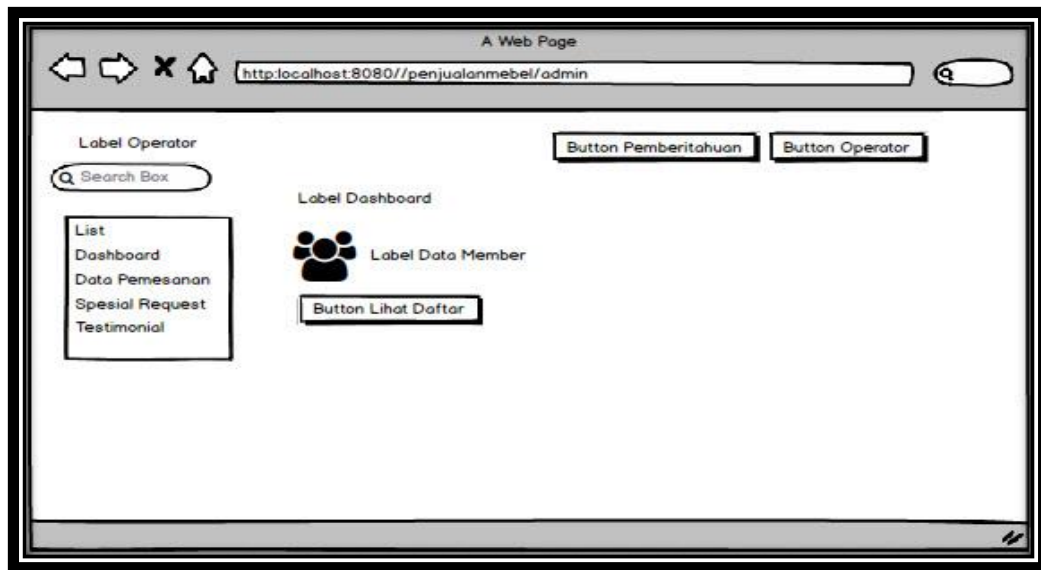 A Web Page
http:localhost:8080//penjualanmebel/admin
Label Operator
Button Pemberitahuan
Button Operator
Search Box
Label Dashboard
List
Dashboard
Data Pemesanan
Spesial Request
Testimonial
Label Data Member
Button Lihat Daftar